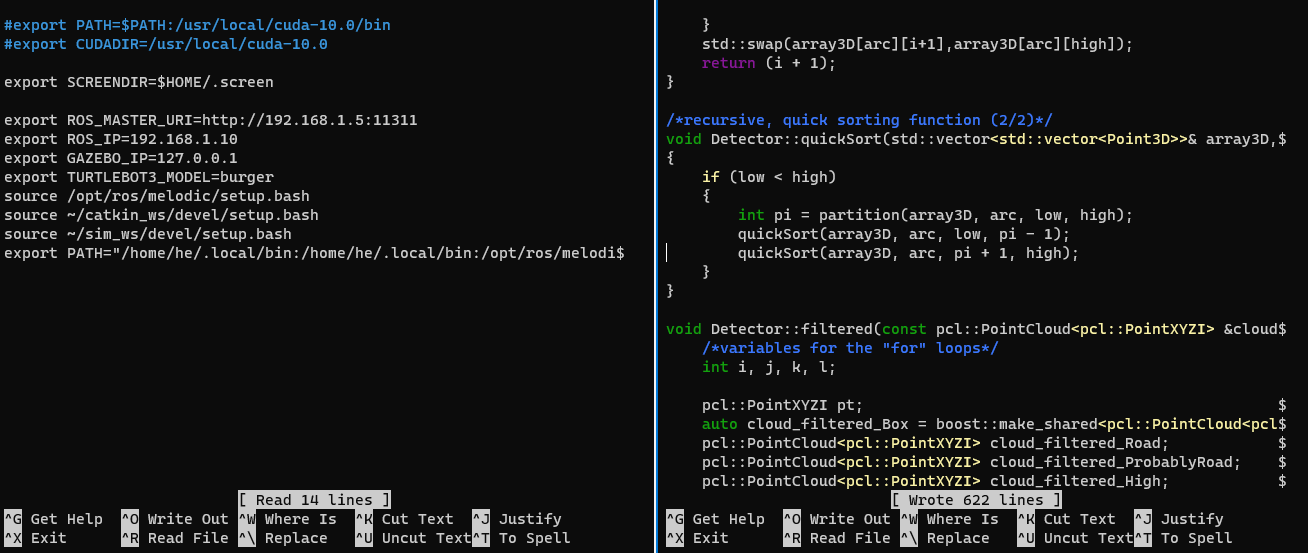 #export PATH=$PATH:/usr/local/cuda-10.0/bin
#export CUDADIR=/usr/local/cuda-10.0
export SCREENDIR=$HOME/.screen
export ROS_MASTER_URI=http://192.168.1.5:11311
export ROS_IP=192.168.1.10
export GAZEBO_IP=127.0.0.1
export TURTLEBOT3_MODEL=burger
source /opt/ros/melodic/setup.bash
source ~/catkin_ws/devel/setup.bash
source ~/sim_ws/devel/setup.bash
export PATH="/home/he/.local/bin:/home/he/.local/bin:/opt/ros/melodi$
[ Read 14 lines ]
^G Get Help ^O Write Out ^W Where Is ^K Cut Text ^J Justify
^X Exit ^R Read File ^\ Replace ^U Uncut Text ^T To Spell
}
std::swap(array3D[arc][i+1],array3D[arc][high]);
return (i + 1);
}
/*recursive, quick sorting function (2/2)*/
void Detector::quickSort(std::vector<std::vector<Point3D>>& array3D,$
{
if (low < high)
{
int pi = partition(array3D, arc, low, high);
quickSort(array3D, arc, low, pi - 1);
quickSort(array3D, arc, pi + 1, high);
}
}
void Detector::filtered(const pcl::PointCloud<pcl::PointXYZI> &cloud$
/*variables for the "for" loops*/
int i, j, k, l;
pcl::PointXYZI pt; $
auto cloud_filtered_Box = boost::make_shared<pcl::PointCloud<pcl$
pcl::PointCloud<pcl::PointXYZI> cloud_filtered_Road; $
pcl::PointCloud<pcl::PointXYZI> cloud_filtered_ProbablyRoad; $
pcl::PointCloud<pcl::PointXYZI> cloud_filtered_High; $
[ Wrote 622 lines ]
^G Get Help ^O Write Out ^W Where Is ^K Cut Text ^J Justify
^X Exit ^R Read File ^\ Replace ^U Uncut Text ^T To Spell